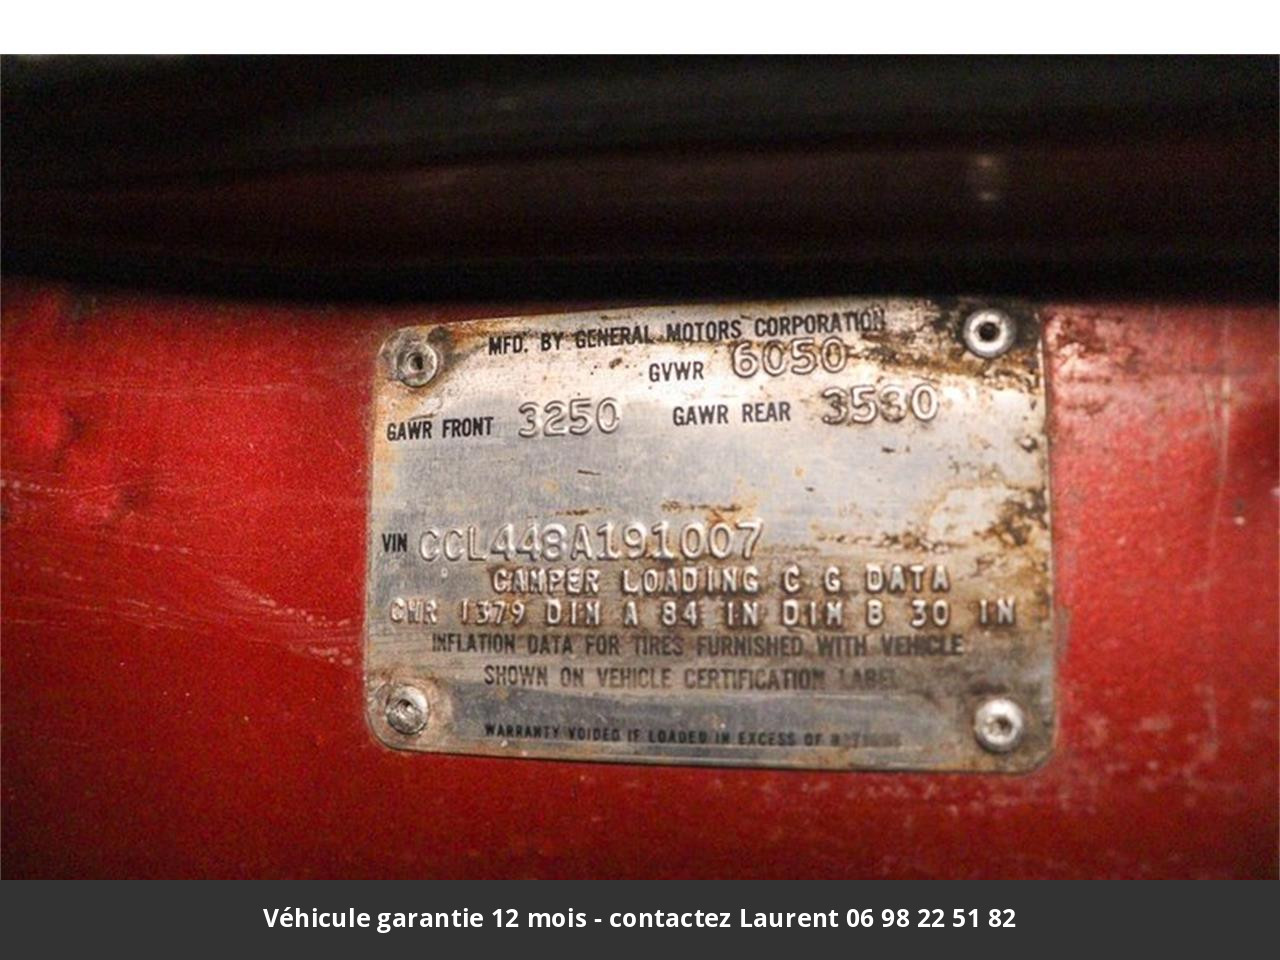 MFD. BY GENERAL MOTORS CORPORATION
GVWR 6050
GAWR FRONT 3250 GAWR REAR 3580
VIN CCL448A191007
CAMPER LOADING C G DATA
CWR 1379 DIM A 84 IN DIM B 30 IN
INFLATION DATA FOR TIRES FURNISHED WITH VEHICLE
SHOWN ON VEHICLE CERTIFICATION LABEL
WARRANTY VOIDED IF LOADED IN EXCESS OF RATINGS
Véhicule garantie 12 mois - contactez Laurent 06 98 22 51 82